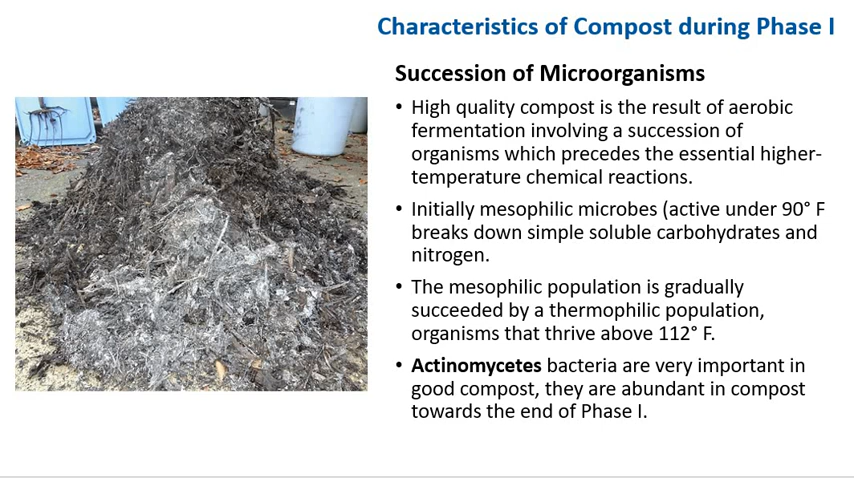 Characteristics of Compost during Phase I
Succession of Microorganisms
• High quality compost is the result of aerobic
fermentation involving a succession of
organisms which precedes the essential higher-
temperature chemical reactions.
• Initially mesophilic microbes (active under 90° F
breaks down simple soluble carbohydrates and
nitrogen.
• The mesophilic population is gradually
succeeded by a thermophilic population,
organisms that thrive above 112° F.
• Actinomycetes bacteria are very important in
good compost, they are abundant in compost
towards the end of Phase I.